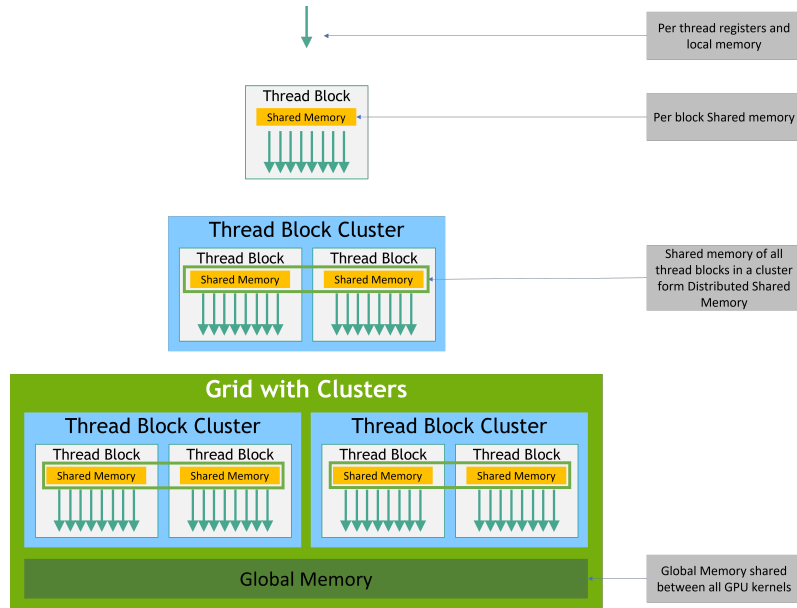 Per thread registers and
local memory
Thread Block
Shared Memory
Per block Shared memory
Thread Block Cluster
Thread Block
Thread Block
Shared Memory
Shared Memory
Shared memory of all
thread blocks in a cluster
form Distributed Shared
Memory
Grid with Clusters
Thread Block Cluster
Thread Block Cluster
Thread Block
Thread Block
Thread Block
Thread Block
Shared Memory
Shared Memory
Shared Memory
Shared Memory
Global Memory
Global Memory shared
between all GPU kernels